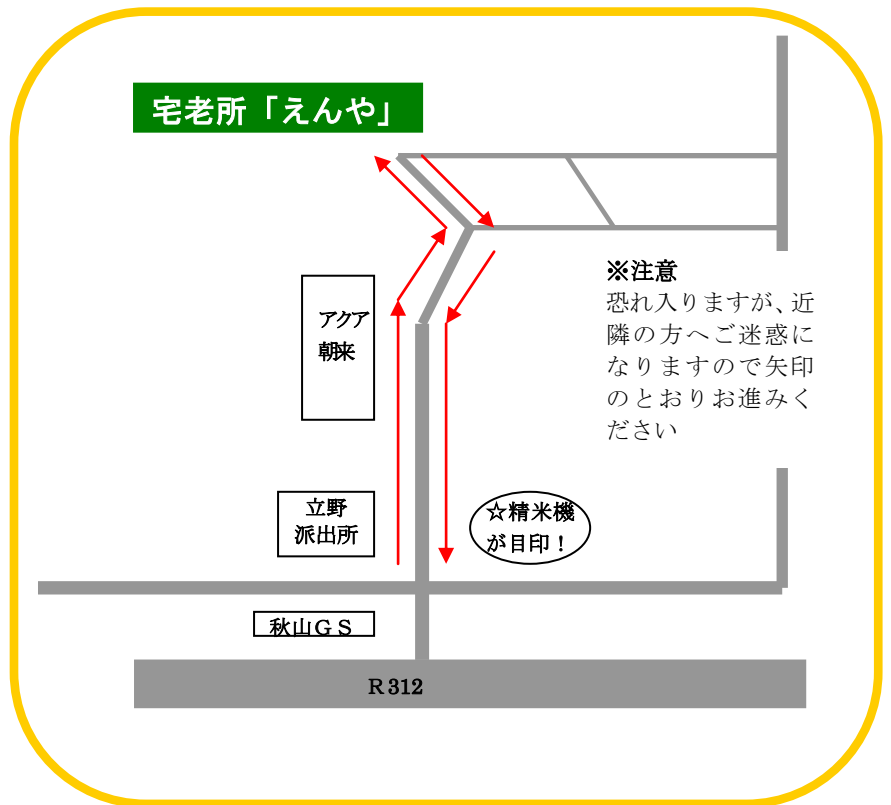 宅老所「えんや」
※注意
恐れ入りますが、近
隣の方へご迷惑に
なりますので矢印
のとおりお進みく
ださい
アクア
朝来
立野
派出所
☆精米機
が目印！
秋山ＧＳ
Ｒ312